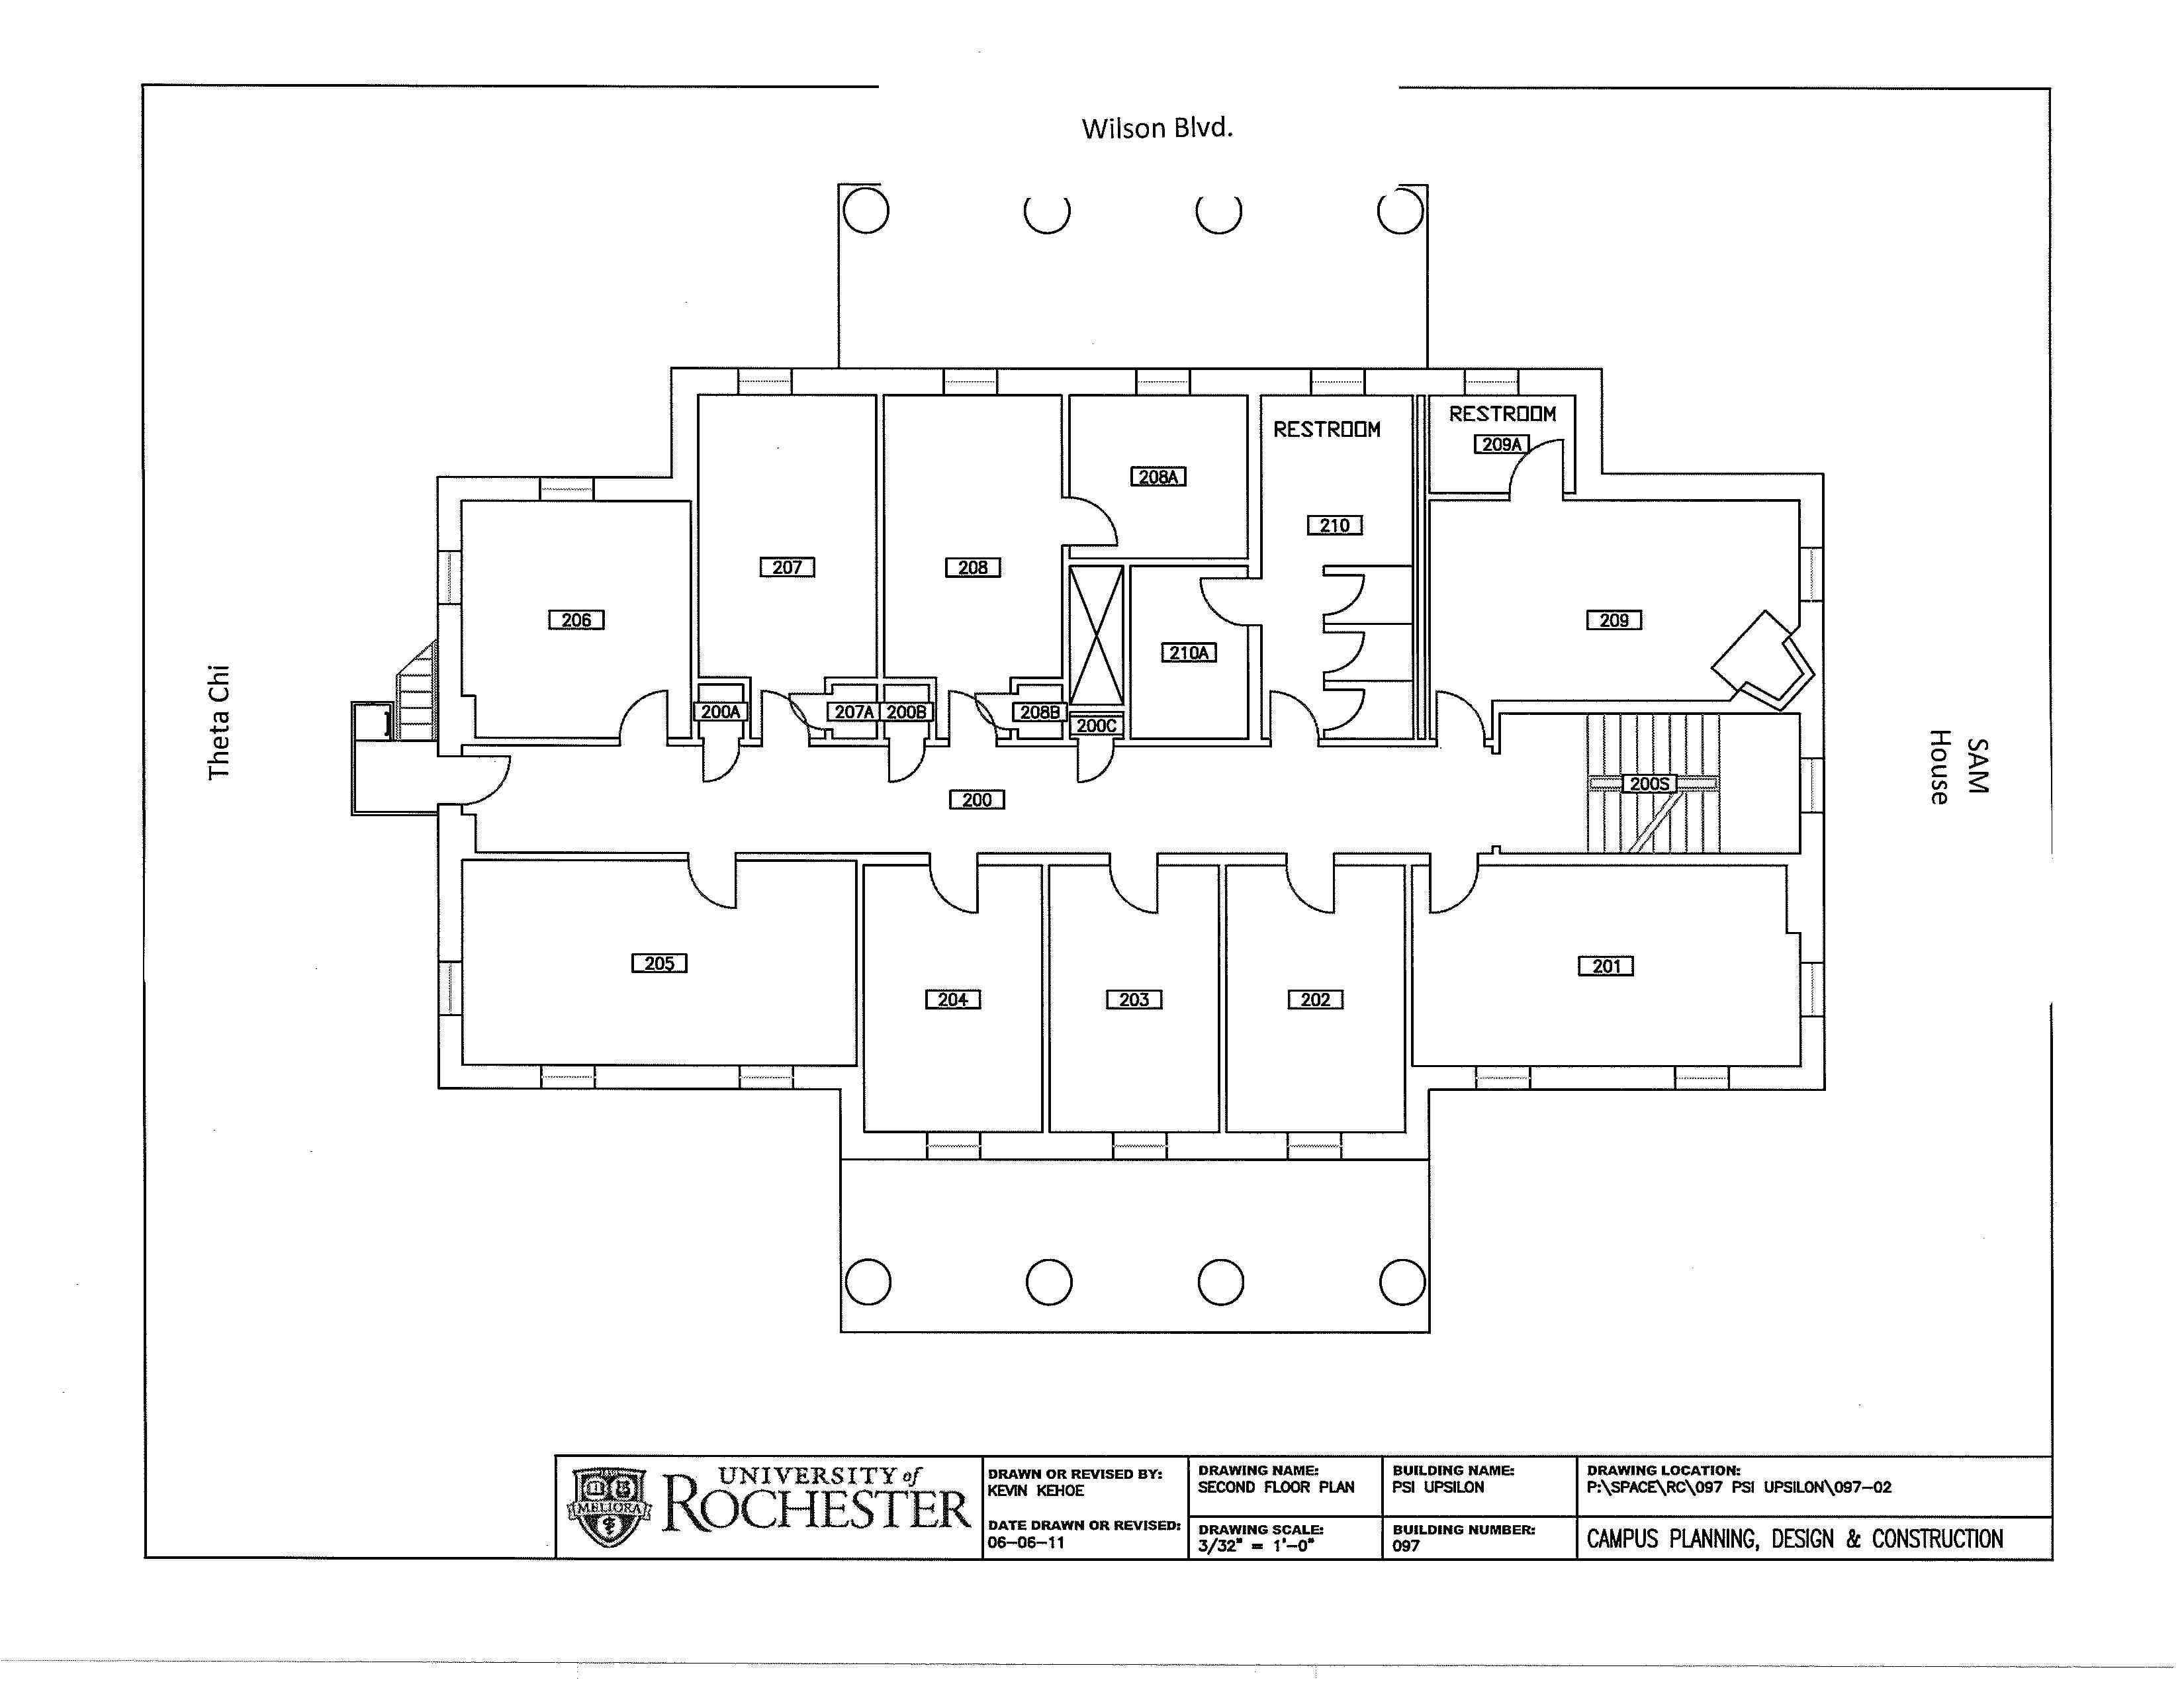 Wilson Blvd.
RESTROOM
RESTROOM
209A
208A
210
207
208
206
209
210A
Theta Chi
200A
207A
200B
208B
200C
SAM
House
200S
200
205
201
204
203
202
MELIORA
UNIVERSITY of
ROCHESTER
DRAWN OR REVISED BY:
KEVIN KEHOE
DATE DRAWN OR REVISED:
06-06-11
DRAWING NAME:
SECOND FLOOR PLAN
DRAWING SCALE:
3/32" = 1'-0"
BUILDING NAME:
PSI UPSILON
BUILDING NUMBER:
097
DRAWING LOCATION:
P:\SPACE\RC\097 PSI UPSILON\097-02
CAMPUS PLANNING, DESIGN & CONSTRUCTION